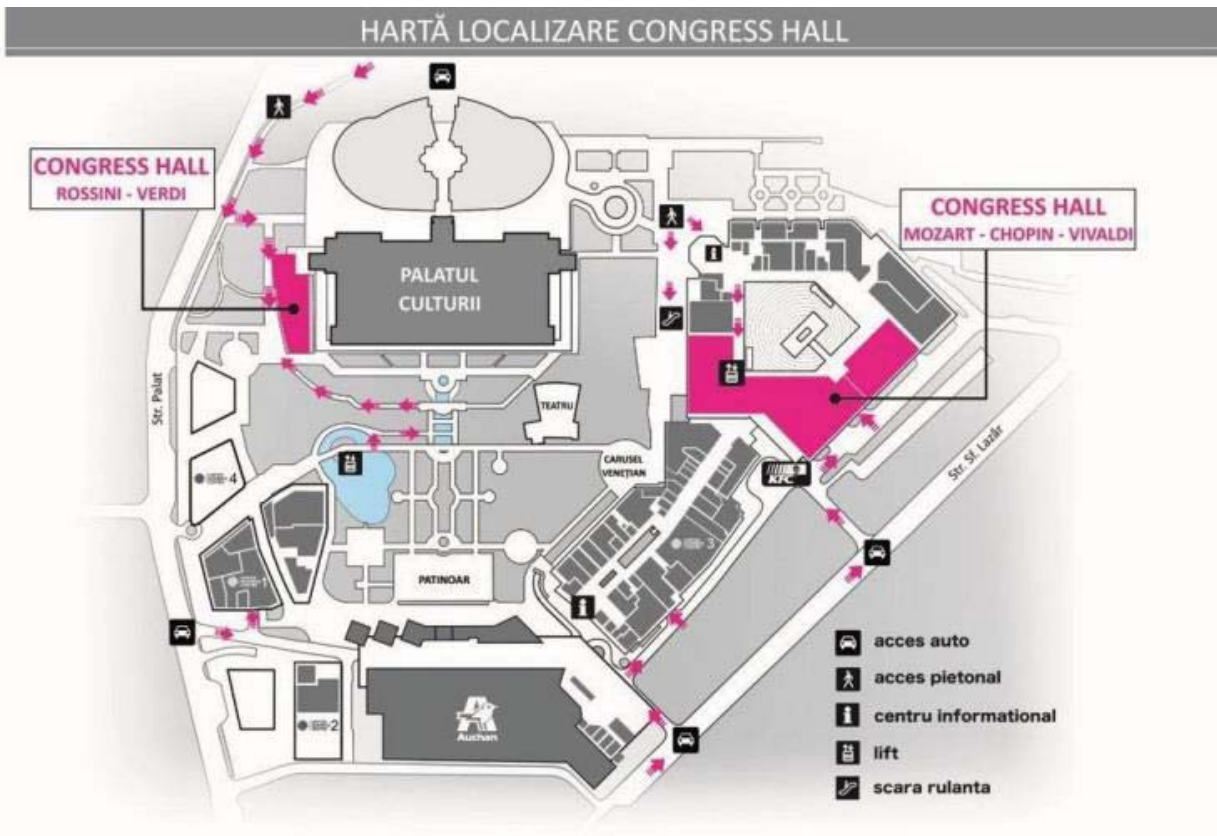 HARTĂ LOCALIZARE CONGRESS HALL
CONGRESS HALL
ROSSINI - VERDI
CONGRESS HALL
MOZART - CHOPIN - VIVALDI
PALATUL
CULTURII
Str. Palat
TEATRU
CARUSEL
VENEȚIAN
KFC
Str. Sf. Lazăr
4
3
1
PATINOAR
2
Auchan
acces auto
acces pietonal
centru informational
lift
scara rulanta